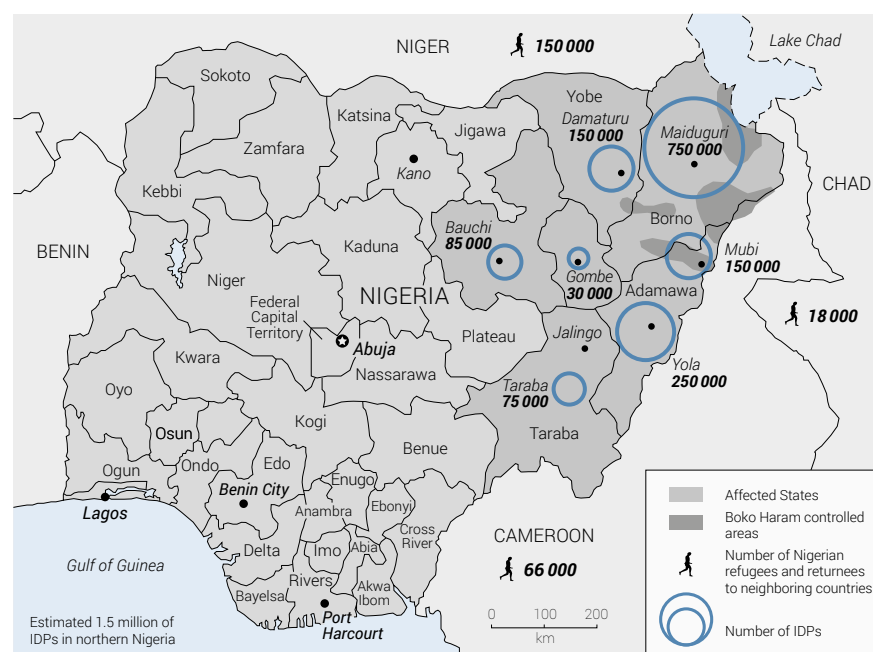 NIGER
150 000
Lake Chad
Sokoto
Katsina
Zamfara
Kebbi
Kano
Jigawa
Yobe
Damaturu
150 000
Maiduguri
750 000
CHAD
Borno
BENIN
Niger
Kaduna
Bauchi
85 000
Gombe
30 000
Mubi
150 000
Adamawa
NIGERIA
Federal
Capital
Territory
Abuja
Plateau
Jalingo
18 000
Yola
250 000
Kwara
Nassarawa
Taraba
75 000
Taraba
Oyo
Osun
Kogi
Benue
Ogun
Ondo
Edo
Benin City
Enugu
Anambra
Ebonyi
Lagos
Cross
River
CAMEROON
66 000
Delta
Imo
Abia
Gulf of Guinea
Bayelsa
Rivers
Akwa
Ibom
Port
Harcourt
Estimated 1.5 million of
IDPs in northern Nigeria
0 100 200
km
Affected States
Boko Haram controlled
areas
Number of Nigerian
refugees and returnees
to neighboring countries
Number of IDPs